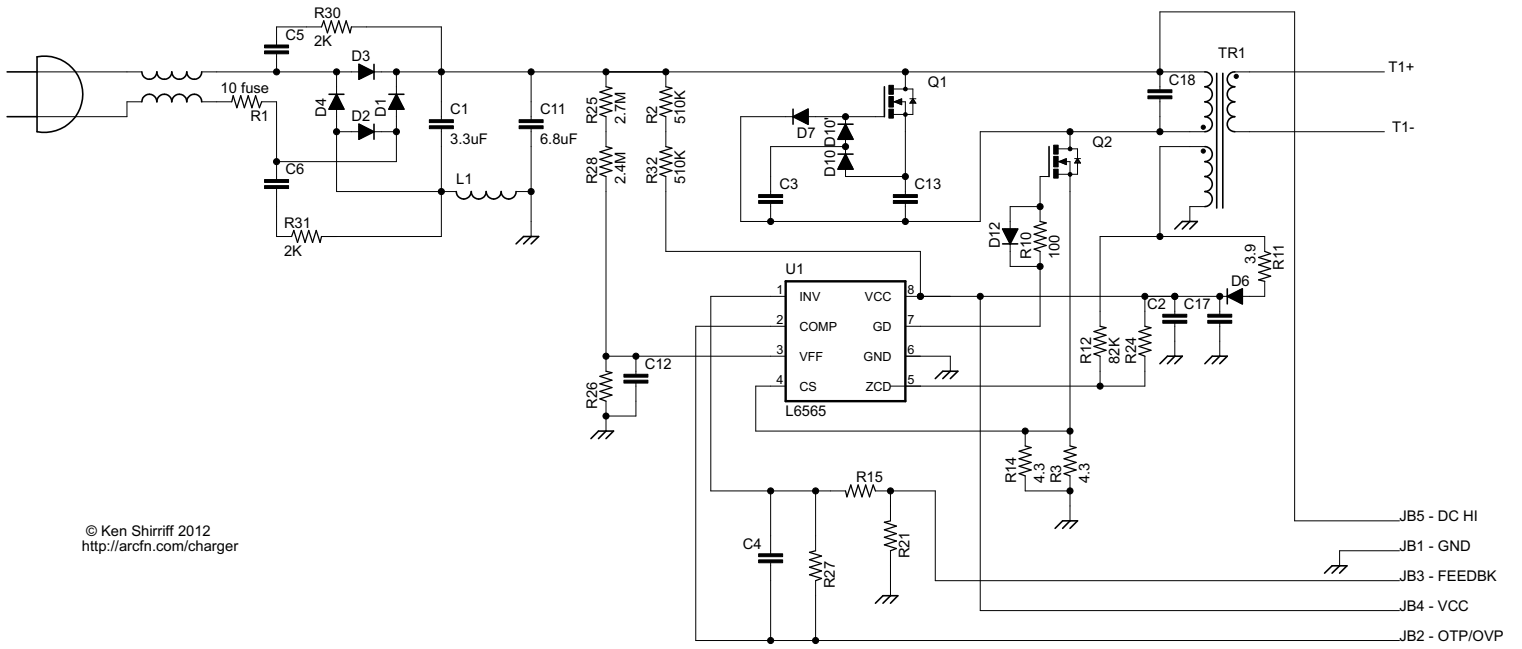 R30
2K
C5
D3
10 fuse
R1
D4
D1
D2
C1
3.3uF
C11
6.8uF
C6
L1
R31
2K
R25
2.7M
R2
510K
R28
2.4M
R32
510K
Q1
D7
D10'
D10
C3
C13
Q2
C18
TR1
T1+
T1-
D12
R10
100
3.9
R11
D6
C2
C17
R12
82K
R24
U1
1
INV
VCC
8
2
COMP
GD
7
3
VFF
GND
6
4
CS
ZCD
5
L6565
C12
R26
R14
4.3
R3
4.3
R15
R21
C4
R27
© Ken Shirriff 2012
http://arcfn.com/charger
JB5 - DC HI
JB1 - GND
JB3 - FEEDBK
JB4 - VCC
JB2 - OTP/OVP